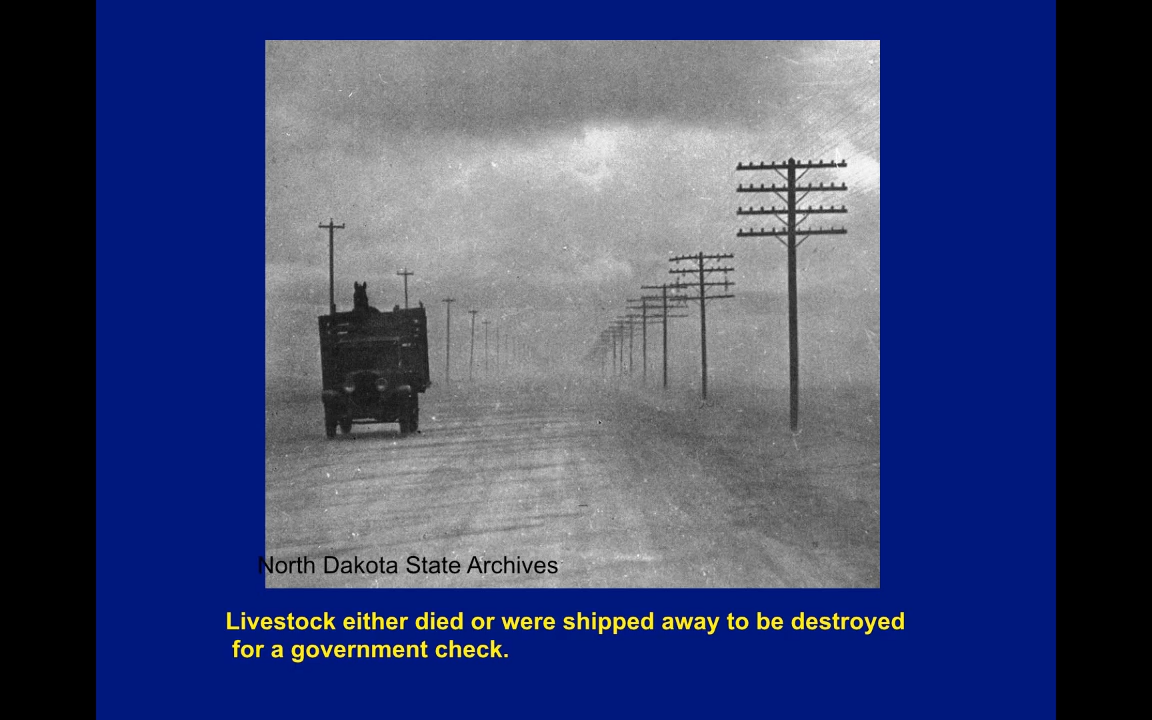 North Dakota State Archives
Livestock either died or were shipped away to be destroyed
for a government check.